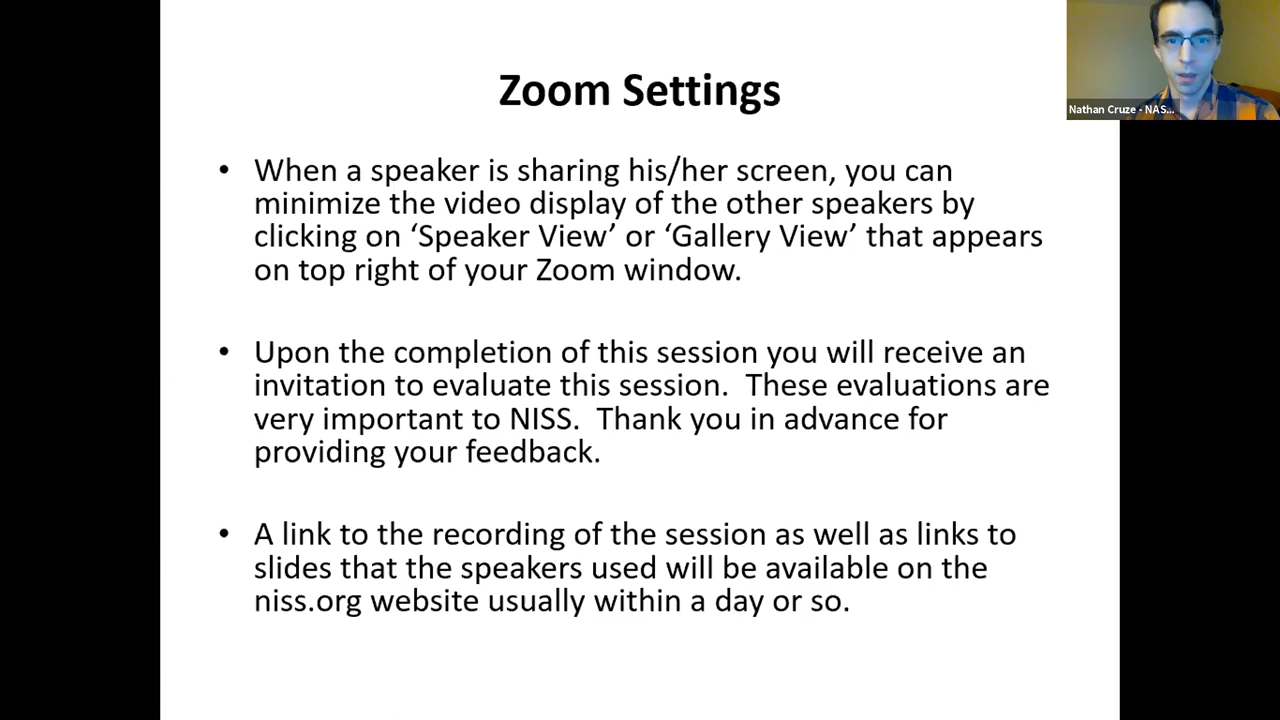 Zoom Settings
Nathan Cruze - NAS...
• When a speaker is sharing his/her screen, you can
minimize the video display of the other speakers by
clicking on ‘Speaker View’ or ‘Gallery View’ that appears
on top right of your Zoom window.
• Upon the completion of this session you will receive an
invitation to evaluate this session.  These evaluations are
very important to NISS.  Thank you in advance for
providing your feedback.
• A link to the recording of the session as well as links to
slides that the speakers used will be available on the
niss.org website usually within a day or so.